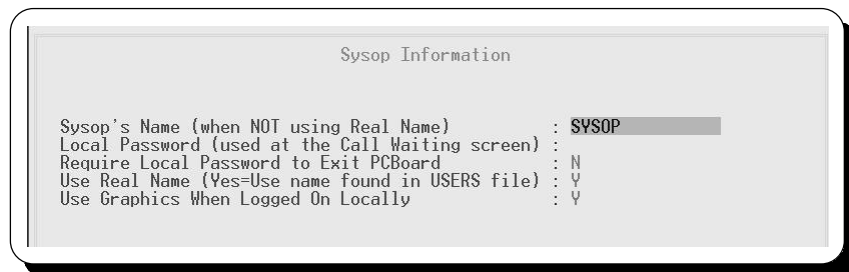 Sysop Information
Sysop's Name (when NOT using Real Name) : SYSOP
Local Password (used at the Call Waiting screen) :
Require Local Password to Exit PCBoard : N
Use Real Name (Yes=Use name found in USERS file) : Y
Use Graphics When Logged On Locally : Y